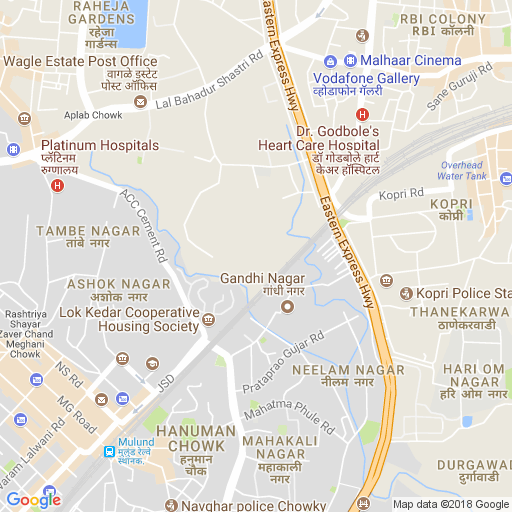 RAHEJA
GARDENS
रहेजा
गार्डन्स
Wagle Estate Post Office
वागळे इस्टेट
पोस्ट ऑफिस
Lal Bahadur Shastri Rd
Eastern Express Hwy
RBI COLONY
RBI कॉलनी
Malhaar Cinema
Vodafone Gallery
व्होडाफोन गॅलरी
Sane Guruji Rd
Aplab Chowk
Platinum Hospitals
प्लॅटिनम
रुग्णालय
Dr. Godbole's
Heart Care Hospital
डॉ गोडबोले हार्ट
केअर हॉस्पिटल
Overhead
Water Tank
Kopri Rd
KOPRI
कोप्री
ACC Cement Rd
Eastern Express Hwy
TAMBE NAGAR
तांबे नगर
ASHOK NAGAR
अशोक नगर
Gandhi Nagar
गांधी नगर
Kopri Police Sta
THANEKARWA
ठाणेकरवाडी
Rashtriya
Shayar
Zaver Chand
Meghani
Chowk
Lok Kedar Cooperative
Housing Society
NS Rd
JSD
MG Road
Prataprao Gujar Rd
NEELAM NAGAR
नीलम नगर
HARI OM
NAGAR
हरि ओम नगर
Mahatma Phule Rd
HANUMAN
CHOWK
हनमान
चौक
Mulund
मुलुंड रेल्वे
स्थानक.
varam Lalwani Rd
MAHAKALI
NAGAR
महाकाली
नगर
DURGAWAD
दुर्गावाडी
Navghar police Chowky
Google
Map data ©2018 Google